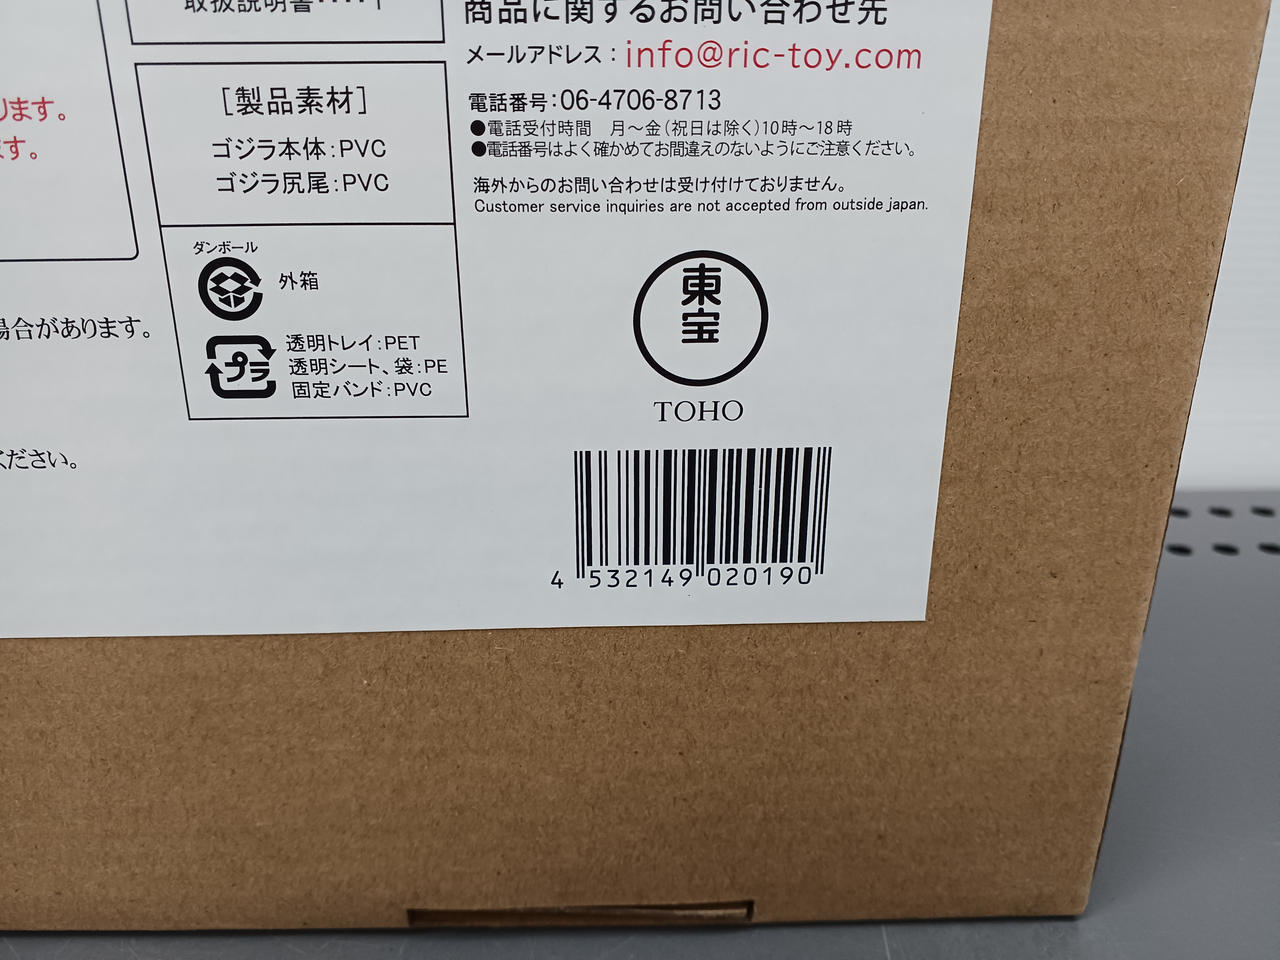 取扱説明書････1
ります。
ます。
[製品素材]
ゴジラ本体:PVC
ゴジラ尻尾:PVC
ダンボール
外箱
プラ
透明トレイ:PET
透明シート、袋:PE
固定バンド:PVC
場合があります。
ください。
商品に関するお問い合わせ先
メールアドレス：info@ric-toy.com
電話番号:06-4706-8713
●電話受付時間　月～金(祝日は除く)10時～18時
●電話番号はよく確かめてお間違えのないようにご注意ください。
海外からのお問い合わせは受け付けておりません。
Customer service inquiries are not accepted from outside japan.
東宝
TOHO
4 532149 020190